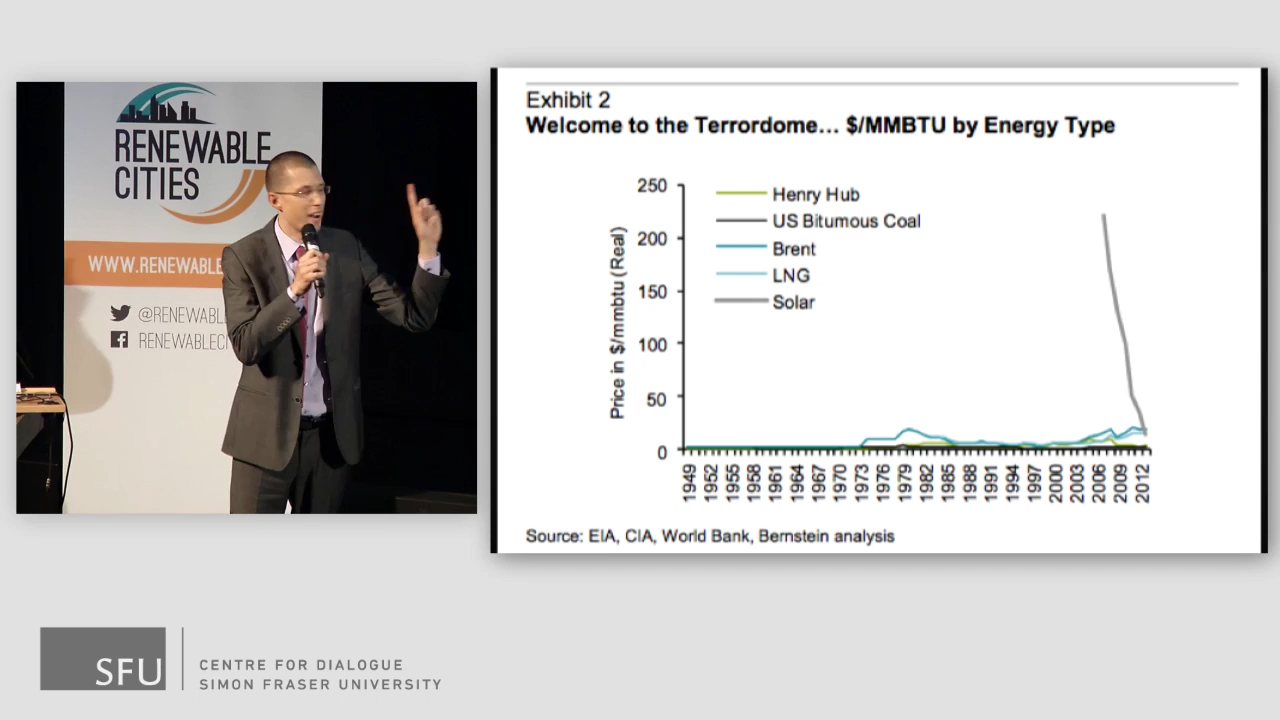 RENEWABLE
CITIES
WWW.RENEWABLE
@RENEWABL
RENEWABLECI
Exhibit 2
Welcome to the Terrordome... $/MMBTU by Energy Type
Price in $/mmbtu (Real)
250
200
150
100
50
0
Henry Hub
US Bitumous Coal
Brent
LNG
Solar
1949
1952
1955
1958
1961
1964
1967
1970
1973
1976
1979
1982
1985
1988
1991
1994
1997
2000
2003
2006
2009
2012
Source: EIA, CIA, World Bank, Bernstein analysis
SFU
CENTRE FOR DIALOGUE
SIMON FRASER UNIVERSITY